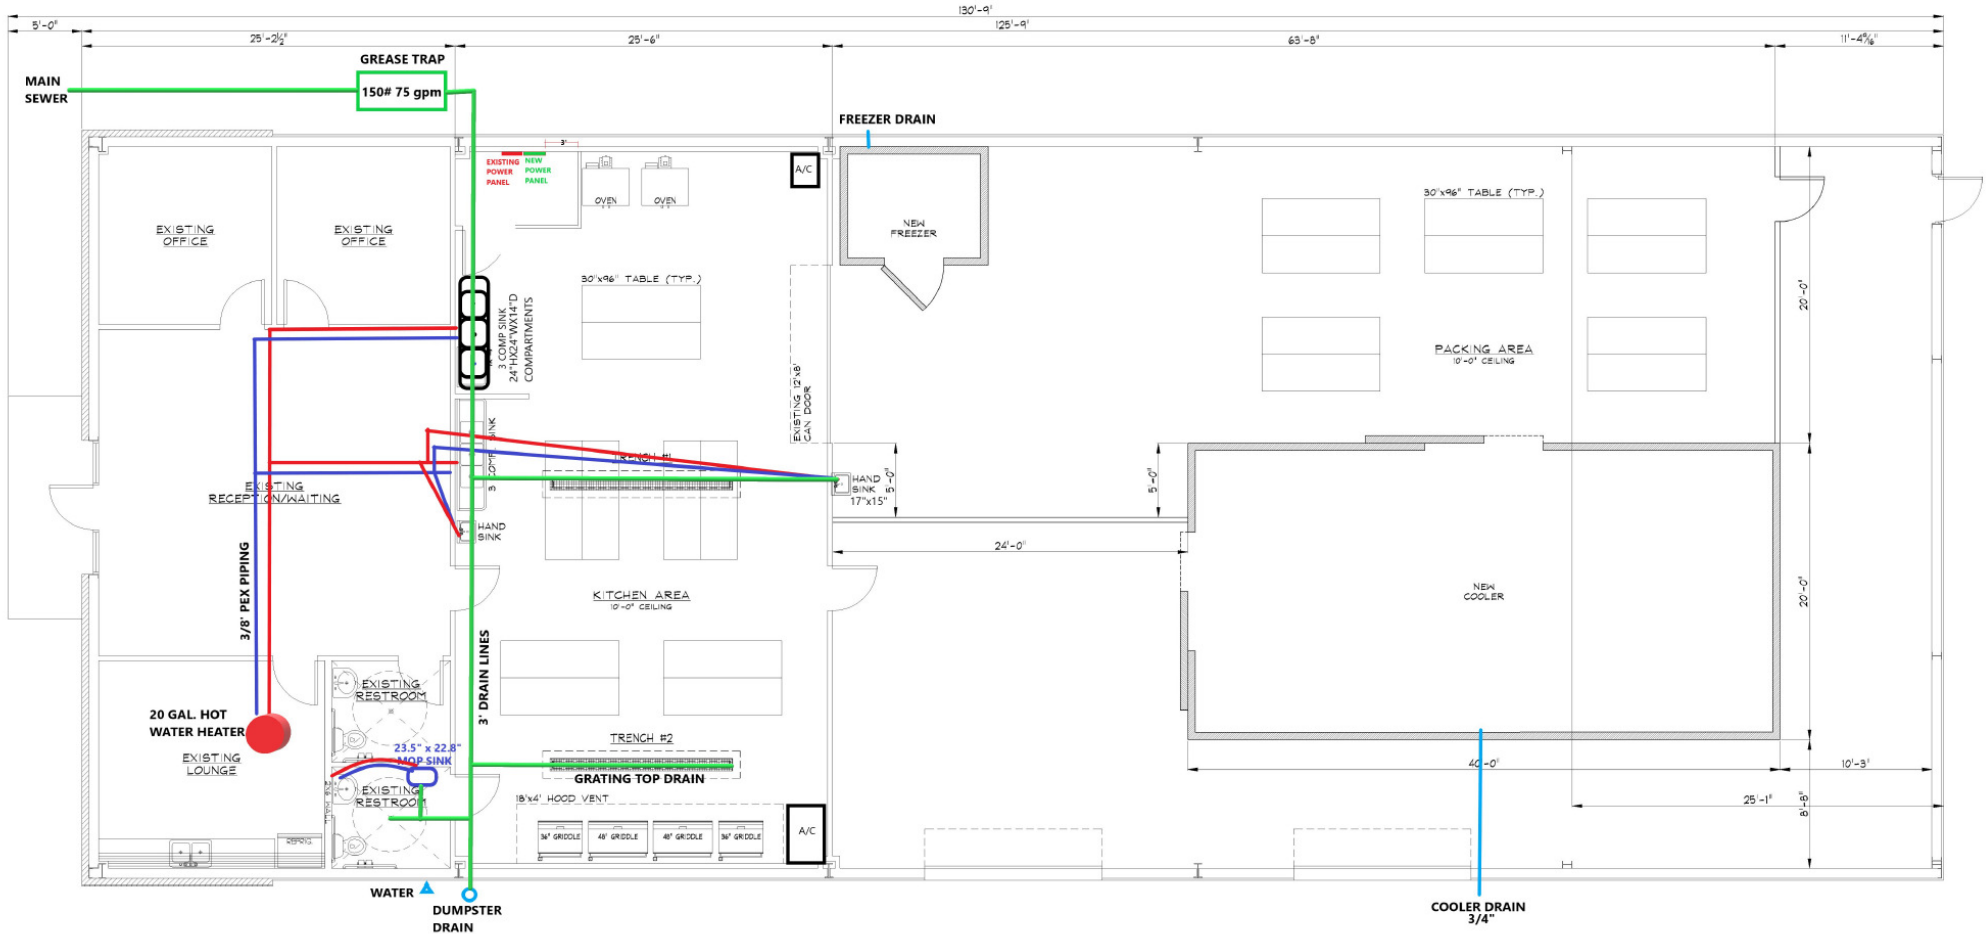 130'-9"
125'-9"
5'-0"
25'-2½"
25'-6"
63'-8"
GREASE TRAP
150# 75 gpm
MAIN
SEWER
FREEZER DRAIN
3'
EXISTING
POWER
PANEL
NEW
POWER
PANEL
OVEN
OVEN
A/C
EXISTING
OFFICE
EXISTING
OFFICE
NEW
FREEZER
30"x96" TABLE (TYP.)
30"x96" TABLE (TYP.)
3 COMP SINK
24"HX24"WX14"D
COMPARTMENTS
EXISTING 12'x8'
CAN DOOR
PACKING AREA
10'-0" CEILING
20'-0"
3 COMP. SINK
TRENCH #1
HAND
SINK
17"x15"
5'-0"
5'-0"
EXISTING
RECEPTION/WAITING
HAND
SINK
24'-0"
3/8' PEX PIPING
KITCHEN AREA
10'-0" CEILING
NEW
COOLER
20'-0"
3' DRAIN LINES
EXISTING
RESTROOM
20 GAL. HOT
WATER HEATER
EXISTING
LOUNGE
23.5" x 22.8"
MOP SINK
TRENCH #2
GRATING TOP DRAIN
EXISTING
RESTROOM
18'x4' HOOD VENT
36" GRIDDLE
48" GRIDDLE
48" GRIDDLE
36" GRIDDLE
A/C
40'-0"
10'-3"
25'-1"
8'-8"
WATER
DUMPSTER
DRAIN
COOLER DRAIN
3/4"